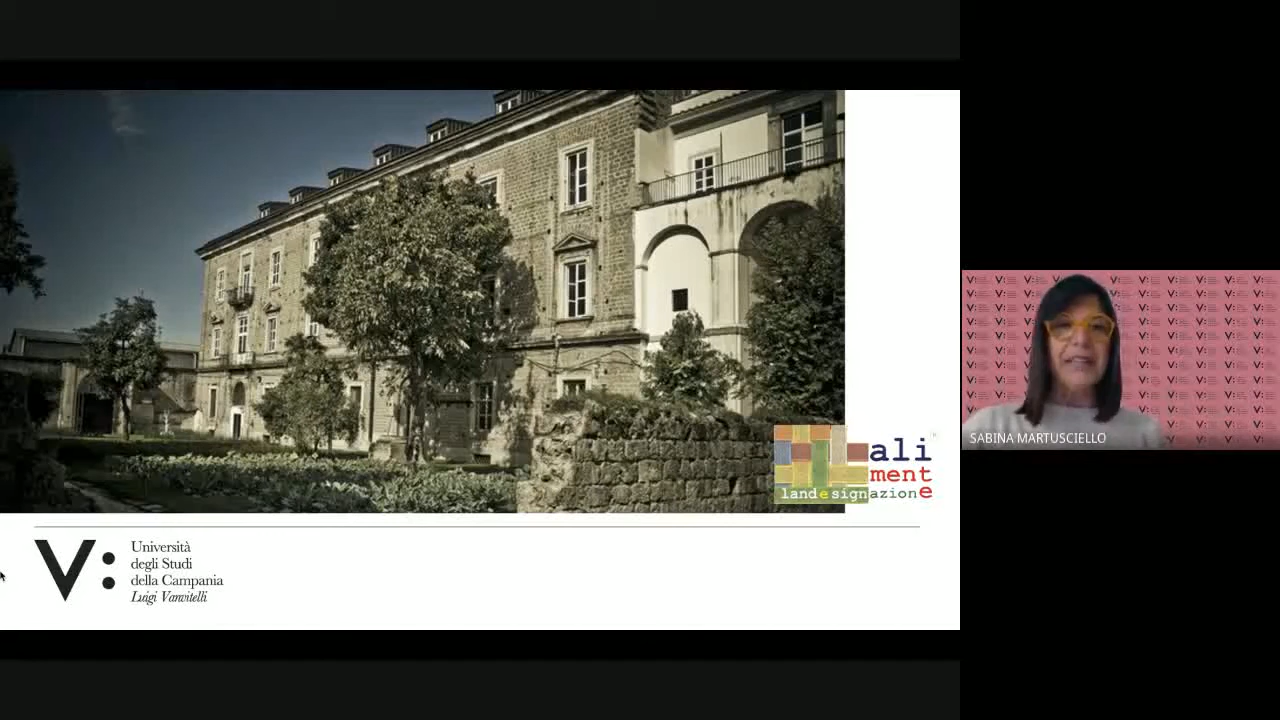 ali
ment
landesignazione
V:
Università
degli Studi
della Campania
Luigi Vanvitelli
SABINA MARTUSCIELLO